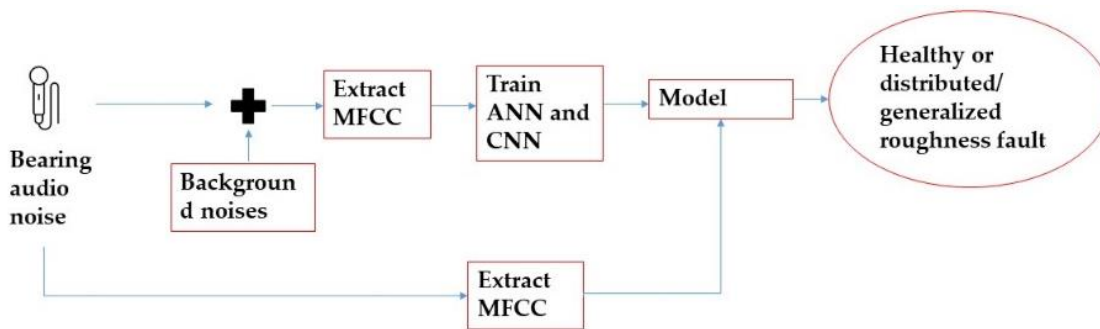 Bearing
audio
noise
Backgroun
d noises
Extract
MFCC
Train
ANN and
CNN
Model
Healthy or
distributed/
generalized
roughness fault
Extract
MFCC